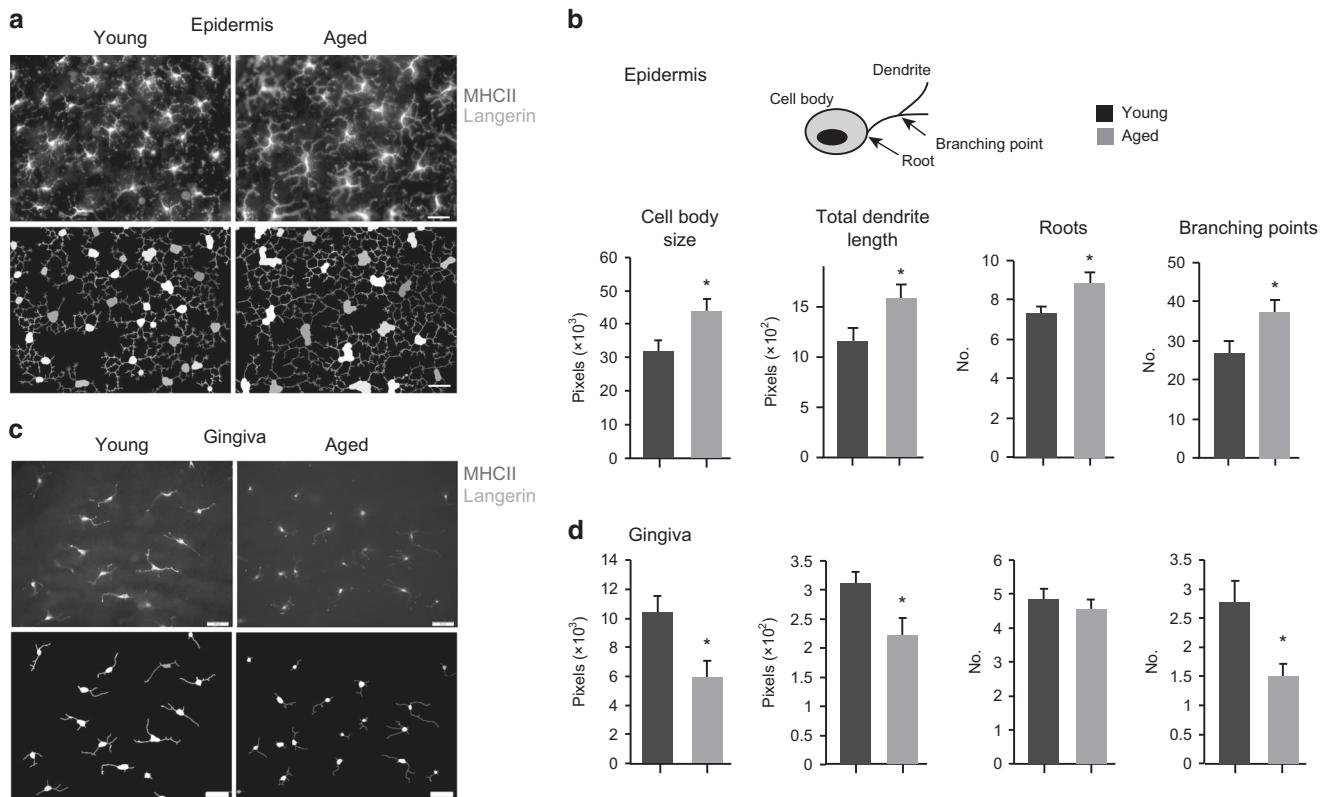 a
Epidermis
Young
Aged
MHCII
Langerin
b
Epidermis
Dendrite
Cell body
Branching point
Root
Young
Aged
Cell body
size
Pixels (×10³)
60
50
40
30
20
10
0
*
Total dendrite
length
Pixels (×10²)
15
10
5
0
*
Roots
No.
10
8
6
4
2
0
*
Branching points
No.
50
40
30
20
10
0
*
c
Gingiva
Young
Aged
MHCII
Langerin
d
Gingiva
Pixels (×10³)
14
12
10
8
6
4
2
0
*
Pixels (×10²)
3.5
3
2.5
2
1.5
1
0.5
0
*
No.
6
5
4
3
2
1
0
No.
3.5
3
2.5
2
1.5
1
0.5
0
*